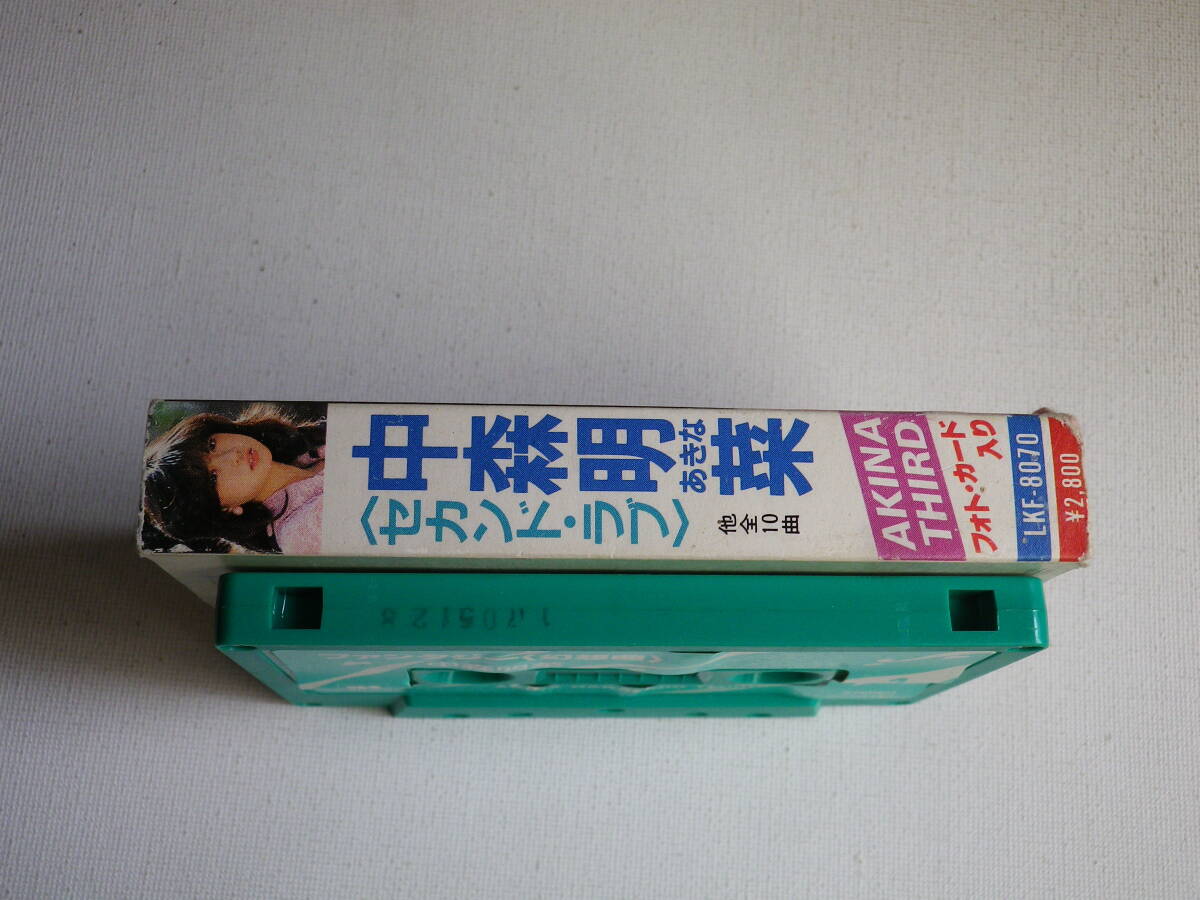 中森明菜
あきな
〈セカンド・ラブ〉
他全10曲
AKINA
THIRD
フォト・カード
入り
LKF-8070
¥2,800